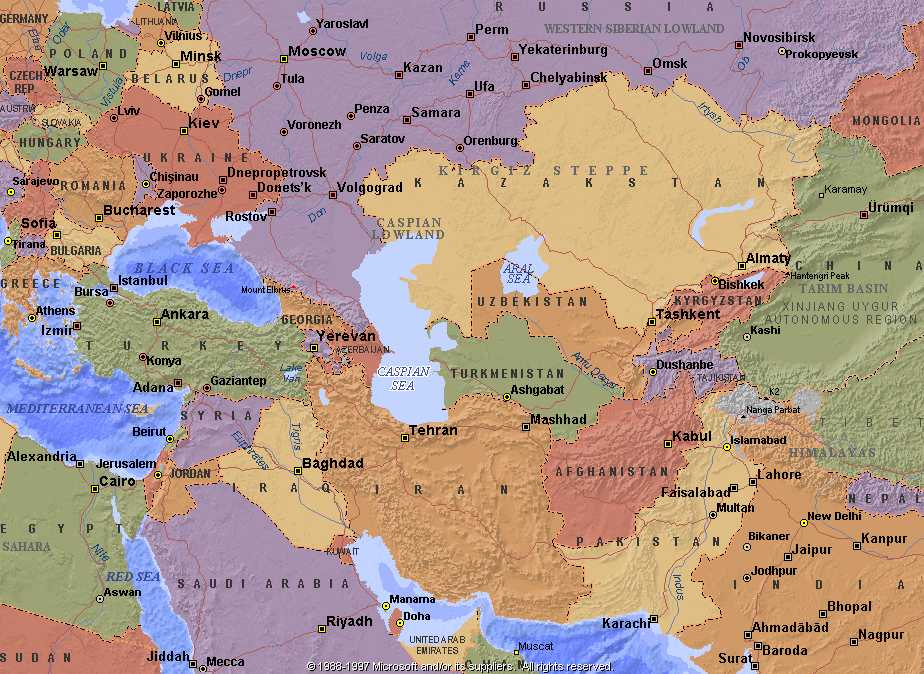 R U S S I A
LATVIA
GERMANY
LITHUANIA
Yaroslavl
WESTERN SIBERIAN LOWLAND
Perm
Oder
Elbe
Vilnius
Novosibirsk
POLAND
Minsk
Moscow
Volga
Yekaterinburg
Prokopyevsk
Warsaw
Kazan
Kama
Omsk
Ob
CZECH
REP.
BELARUS
Dnepr
Tula
Ufa
Chelyabinsk
Vistula
Gomel
Irtysh
AUSTRIA
Lviv
Penza
Samara
SLOVAKIA
Kiev
Voronezh
MONGOLIA
HUNGARY
Saratov
Orenburg
UKRAINE
KIRGIZ STEPPE
Dnepropetrovsk
Sarajevo
ROMANIA
Chişinau
Zaporozhe
Donets'k
Volgograd
K A Z A K S T A N
Karamay
Bucharest
Rostov
Don
Ürümqi
Sofia
CASPIAN
LOWLAND
Tirana
BULGARIA
BLACK SEA
ARAL
SEA
Almaty
C H I N A
Hantengri Peak
GREECE
Istanbul
Mount Elbrus
Bishkek
TARIM BASIN
Bursa
UZBEKISTAN
KYRGYZSTAN
XINJIANG UYGUR
AUTONOMOUS REGION
Athens
Ankara
GEORGIA
Tashkent
Izmir
Yerevan
Kashi
T U R K E Y
AZERBAIJAN
Konya
Lake
Van
CASPIAN
SEA
TURKMENISTAN
Amu Darya
Dushanbe
TAJIKISTAN
Adana
Gaziantep
Ashgabat
K2
MEDITERRANEAN SEA
SYRIA
Nanga Parbat
Mashhad
TIBET
Beirut
Euphrates
Tigris
Tehran
Kabul
Islamabad
HIMALAYAS
Alexandria
Jerusalem
Baghdad
JORDAN
AFGHANISTAN
Lahore
Cairo
I R A Q
I R A N
Faisalabad
NEPAL
Multan
EGYPT
New Delhi
SAHARA
Nile
KUWAIT
PAKISTAN
Bikaner
Kanpur
Jaipur
RED SEA
SAUDI ARABIA
Indus
Jodhpur
I N D I A
Aswan
Manama
Bhopal
Doha
Riyadh
Karachi
Ahmadābād
UNITED ARAB
EMIRATES
Muscat
Nagpur
SUDAN
Jiddah
Mecca
Baroda
Surat
© 1988-1997 Microsoft and/or its suppliers. All rights reserved.